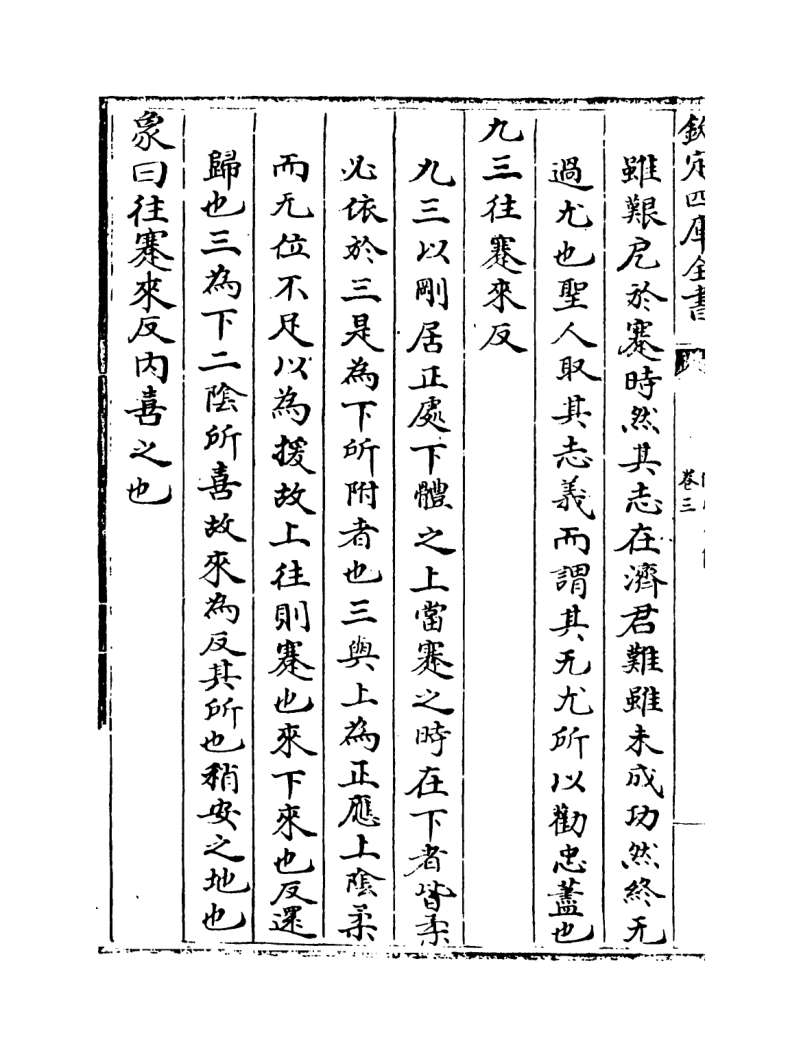 欽定四庫全書
卷三
雖艱戹於蹇時然其志在濟君難雖未成功然終无
過尤也聖人取其志義而謂其无尤所以勸忠藎也
九三往蹇來反
九三以剛居正處下體之上當蹇之時在下者皆柔
必依於三是為下所附者也三與上為正應上陰柔
而无位不足以為援故上往則蹇也來下來也反還
歸也三為下二陰所喜故來為反其所也稍安之地也
象曰往蹇來反内喜之也